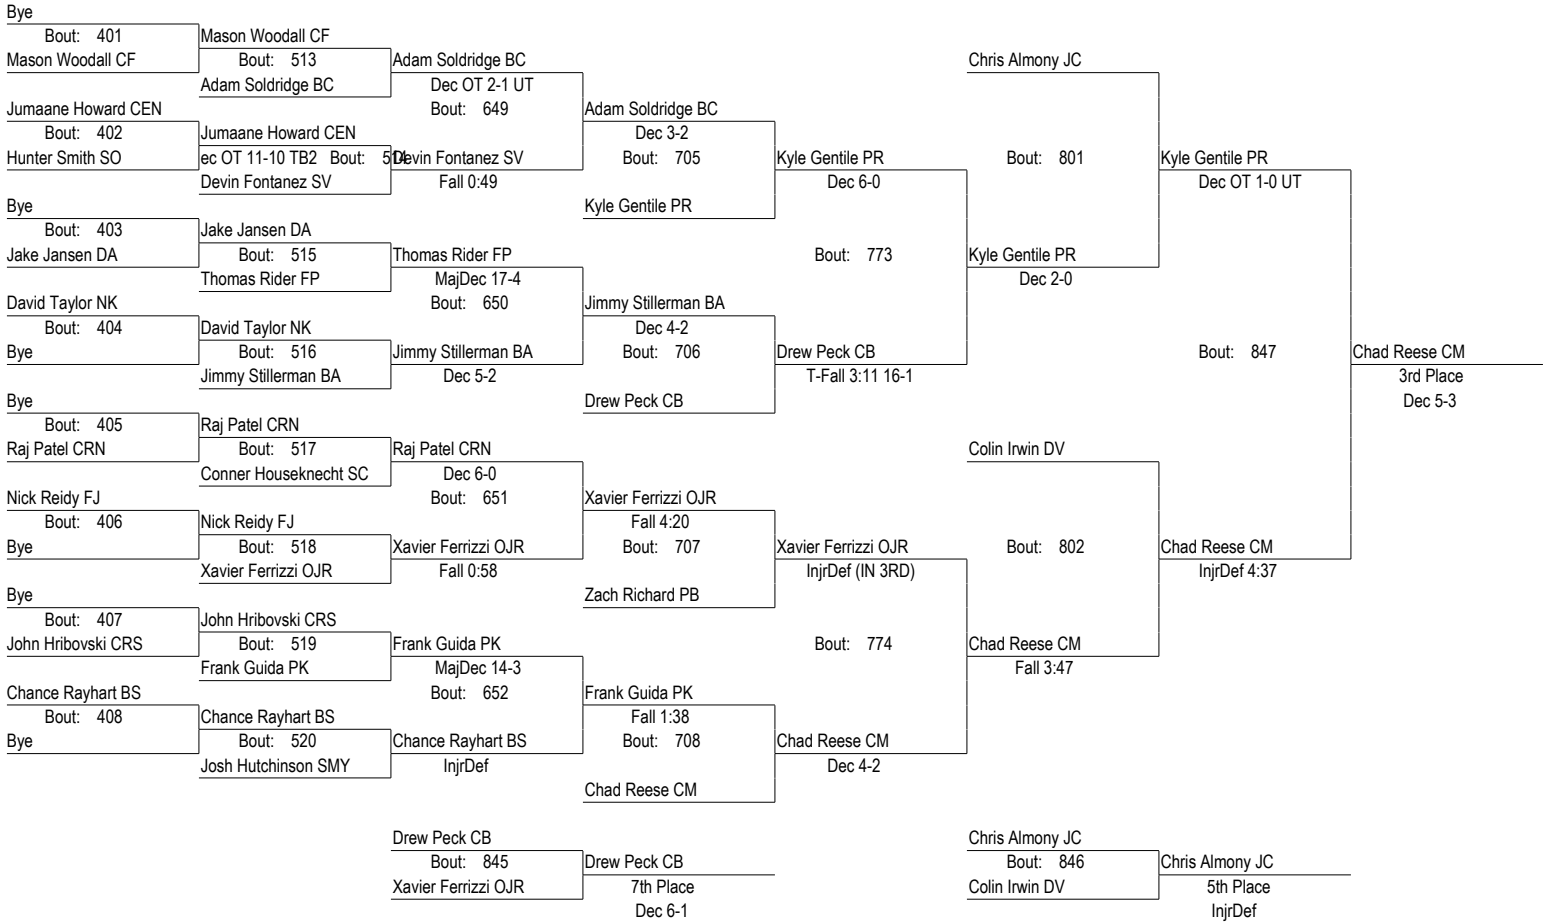 Bye
Bout: 401
Mason Woodall CF
Jumaane Howard CEN
Bout: 402
Hunter Smith SO
Bye
Bout: 403
Jake Jansen DA
David Taylor NK
Bout: 404
Bye
Bye
Bout: 405
Raj Patel CRN
Nick Reidy FJ
Bout: 406
Bye
Bye
Bout: 407
John Hribovski CRS
Chance Rayhart BS
Bout: 408
Bye
Mason Woodall CF
Bout: 513
Adam Soldridge BC
Jumaane Howard CEN
ec OT 11-10 TB2 Bout: 514
Devin Fontanez SV
Jake Jansen DA
Bout: 515
Thomas Rider FP
David Taylor NK
Bout: 516
Jimmy Stillerman BA
Raj Patel CRN
Bout: 517
Conner Houseknecht SC
Nick Reidy FJ
Bout: 518
Xavier Ferrizzi OJR
John Hribovski CRS
Bout: 519
Frank Guida PK
Chance Rayhart BS
Bout: 520
Josh Hutchinson SMY
Adam Soldridge BC
Dec OT 2-1 UT
Bout: 649
Devin Fontanez SV
Fall 0:49
Thomas Rider FP
MajDec 17-4
Bout: 650
Jimmy Stillerman BA
Dec 5-2
Raj Patel CRN
Dec 6-0
Bout: 651
Xavier Ferrizzi OJR
Fall 0:58
Frank Guida PK
MajDec 14-3
Bout: 652
Chance Rayhart BS
InjrDef
Adam Soldridge BC
Dec 3-2
Bout: 705
Kyle Gentile PR
Jimmy Stillerman BA
Dec 4-2
Bout: 706
Drew Peck CB
Xavier Ferrizzi OJR
Fall 4:20
Bout: 707
Zach Richard PB
Frank Guida PK
Fall 1:38
Bout: 708
Chad Reese CM
Kyle Gentile PR
Dec 6-0
Bout: 773
Drew Peck CB
T-Fall 3:11 16-1
Xavier Ferrizzi OJR
InjrDef (IN 3RD)
Bout: 774
Chad Reese CM
Dec 4-2
Chris Almony JC
Bout: 801
Kyle Gentile PR
Dec 2-0
Colin Irwin DV
Bout: 802
Chad Reese CM
Fall 3:47
Kyle Gentile PR
Dec OT 1-0 UT
Bout: 847
Chad Reese CM
InjrDef 4:37
Chad Reese CM
3rd Place
Dec 5-3
Drew Peck CB
Bout: 845
Xavier Ferrizzi OJR
Drew Peck CB
7th Place
Dec 6-1
Chris Almony JC
Bout: 846
Colin Irwin DV
Chris Almony JC
5th Place
InjrDef